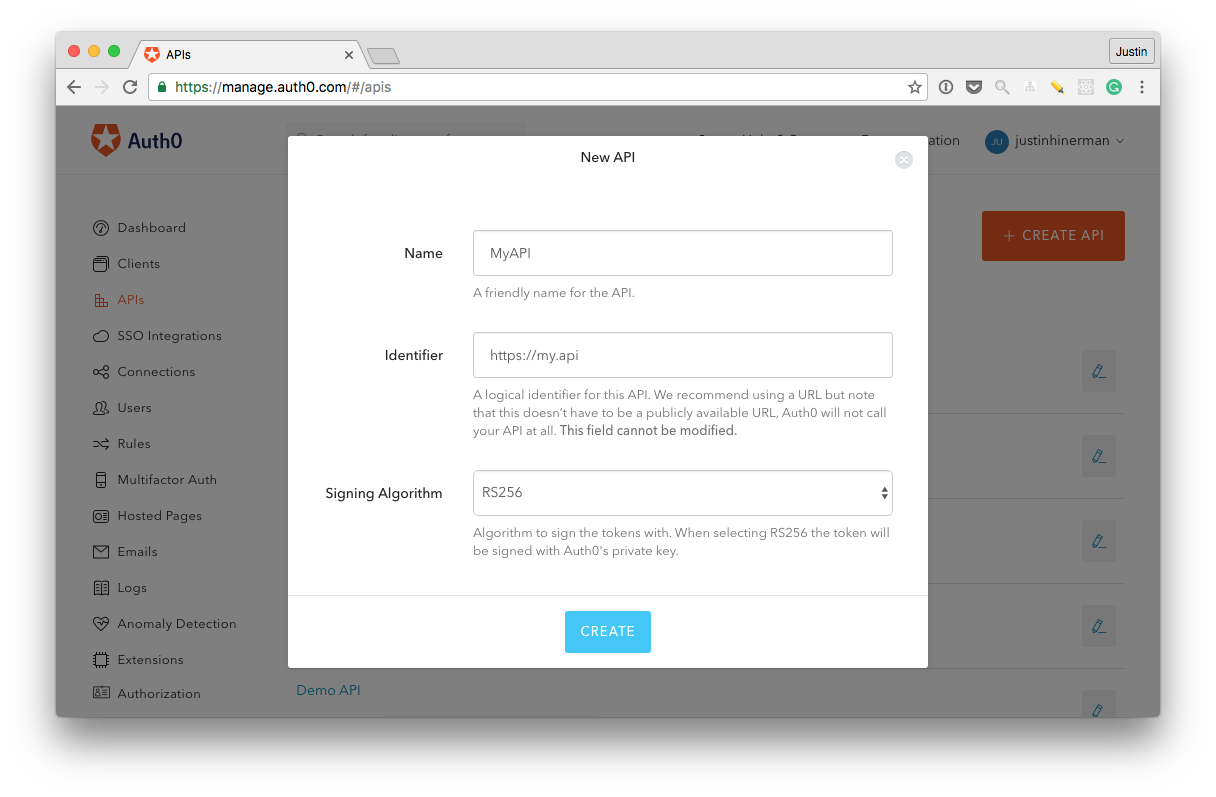 APIs
Justin
https://manage.auth0.com/#/apis
Auth0
ation
JU
justinhinerman
New API
Dashboard
Clients
APIs
SSO Integrations
Connections
Users
Rules
Multifactor Auth
Hosted Pages
Emails
Logs
Anomaly Detection
Extensions
Authorization
+ CREATE API
Name
MyAPI
A friendly name for the API.
Identifier
https://my.api
A logical identifier for this API. We recommend using a URL but note
that this doesn't have to be a publicly available URL, Auth0 will not call
your API at all. This field cannot be modified.
Signing Algorithm
RS256
Algorithm to sign the tokens with. When selecting RS256 the token will
be signed with Auth0's private key.
CREATE
Demo API